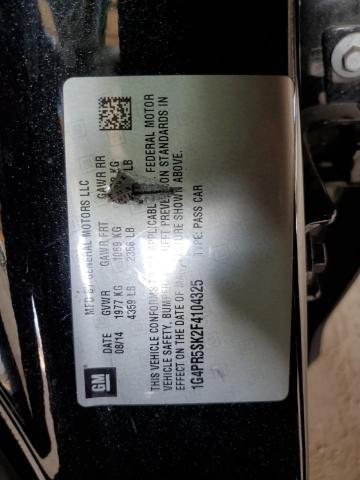 GM
MFD BY GENERAL MOTORS LLC
DATE GVWR GAWR FRT GAWR RR
08/14 1977 KG 1069 KG KG
4359 LB 2356 LB LB
THIS VEHICLE CONFORMS TO APPLICABLE FEDERAL MOTOR
VEHICLE SAFETY, BUMPER, THEFT PREVENTION STANDARDS IN
EFFECT ON THE DATE OF MANUFACTURE SHOWN ABOVE.
1G4PR5SK2F4104325 TYPE: PASS CAR